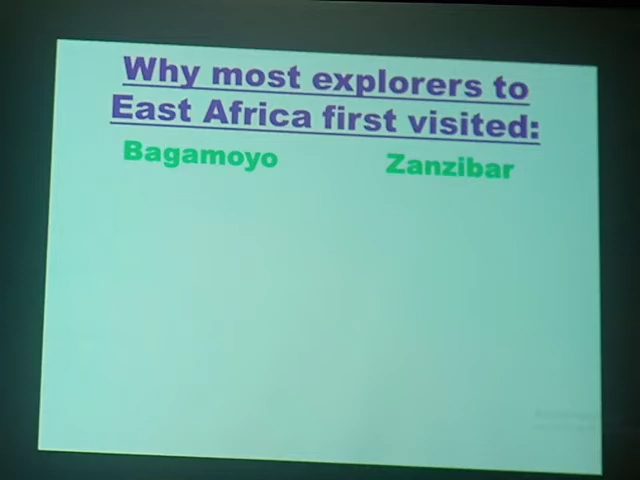 Why most explorers to
East Africa first visited:
Bagamoyo Zanzibar